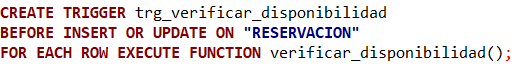 CREATE TRIGGER trg_verificar_disponibilidad
BEFORE INSERT OR UPDATE ON "RESERVACION"
FOR EACH ROW EXECUTE FUNCTION verificar_disponibilidad();